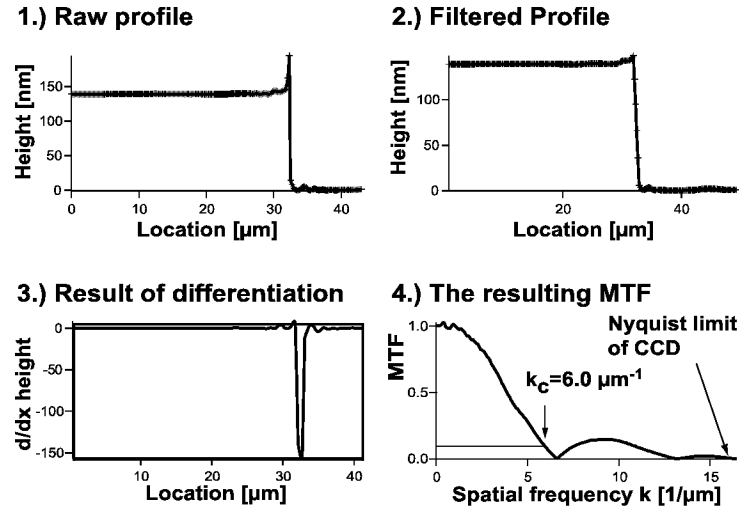 1.) Raw profile
Height [nm]
150
100
50
0
0 10 20 30 40
Location [µm]
2.) Filtered Profile
Height [nm]
100
50
0
20 40
Location [µm]
3.) Result of differentiation
d/dx height
0
-50
-100
-150
10 20 30 40
Location [µm]
4.) The resulting MTF
MTF
1.0
0.5
0.0
Nyquist limit
of CCD
kc=6.0 µm-1
0 5 10 15
Spatial frequency k [1/µm]